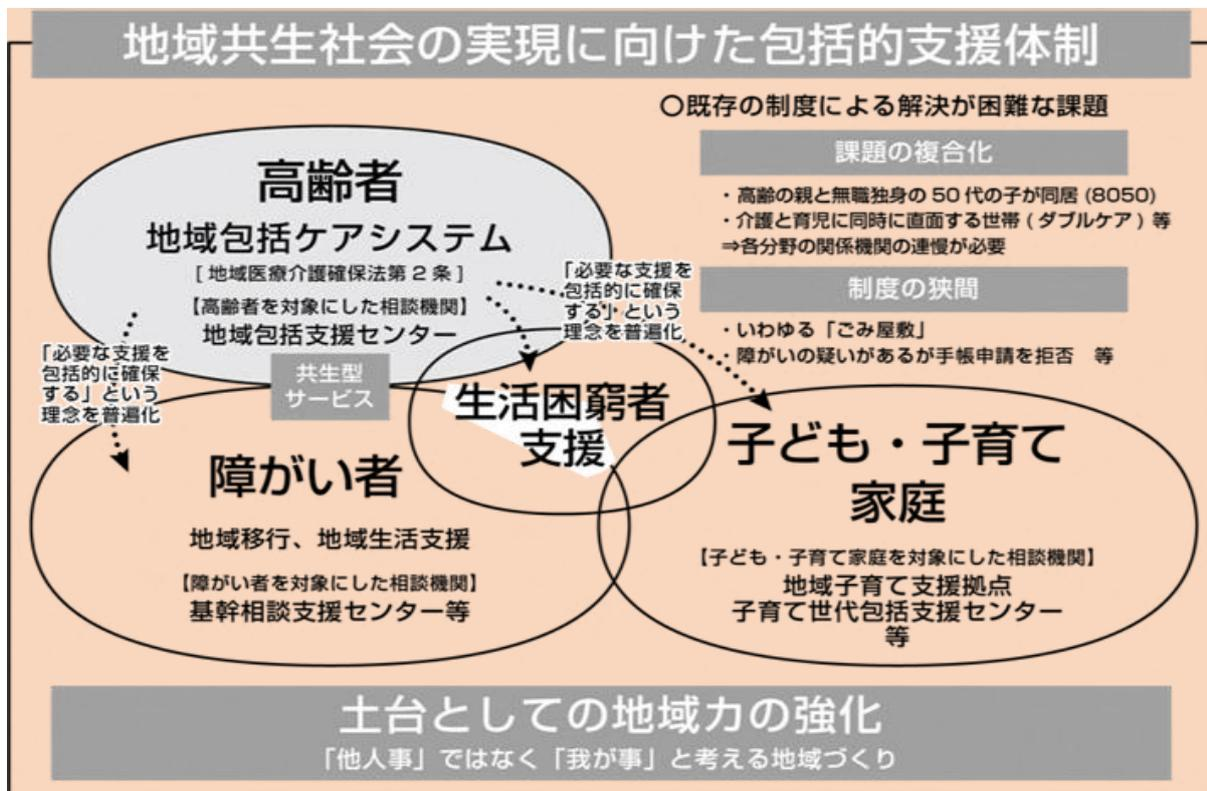 地域共生社会の実現に向けた包括的支援体制
〇既存の制度による解決が困難な課題
課題の複合化
・高齢の親と無職独身の 50 代の子が同居 (8050)
・介護と育児に同時に直面する世帯 ( ダブルケア ) 等
⇒各分野の関係機関の連慢が必要
制度の狭間
・いわゆる「ごみ屋敷」
・障がいの疑いがあるが手帳申請を拒否 等
高齢者
地域包括ケアシステム
[ 地域医療介護確保法第 2 条 ]
【高齢者を対象にした相談機関】
地域包括支援センター
「必要な支援を
包括的に確保
する」という
理念を普遍化
「必要な支援を
包括的に確保
する」という
理念を普遍化
共生型
サービス
生活困窮者
支援
障がい者
地域移行、地域生活支援
【障がい者を対象にした相談機関】
基幹相談支援センター等
子ども・子育て
家庭
【子ども・子育て家庭を対象にした相談機関】
地域子育て支援拠点
子育て世代包括支援センター
等
土台としての地域力の強化
「他人事」ではなく「我が事」と考える地域づくり